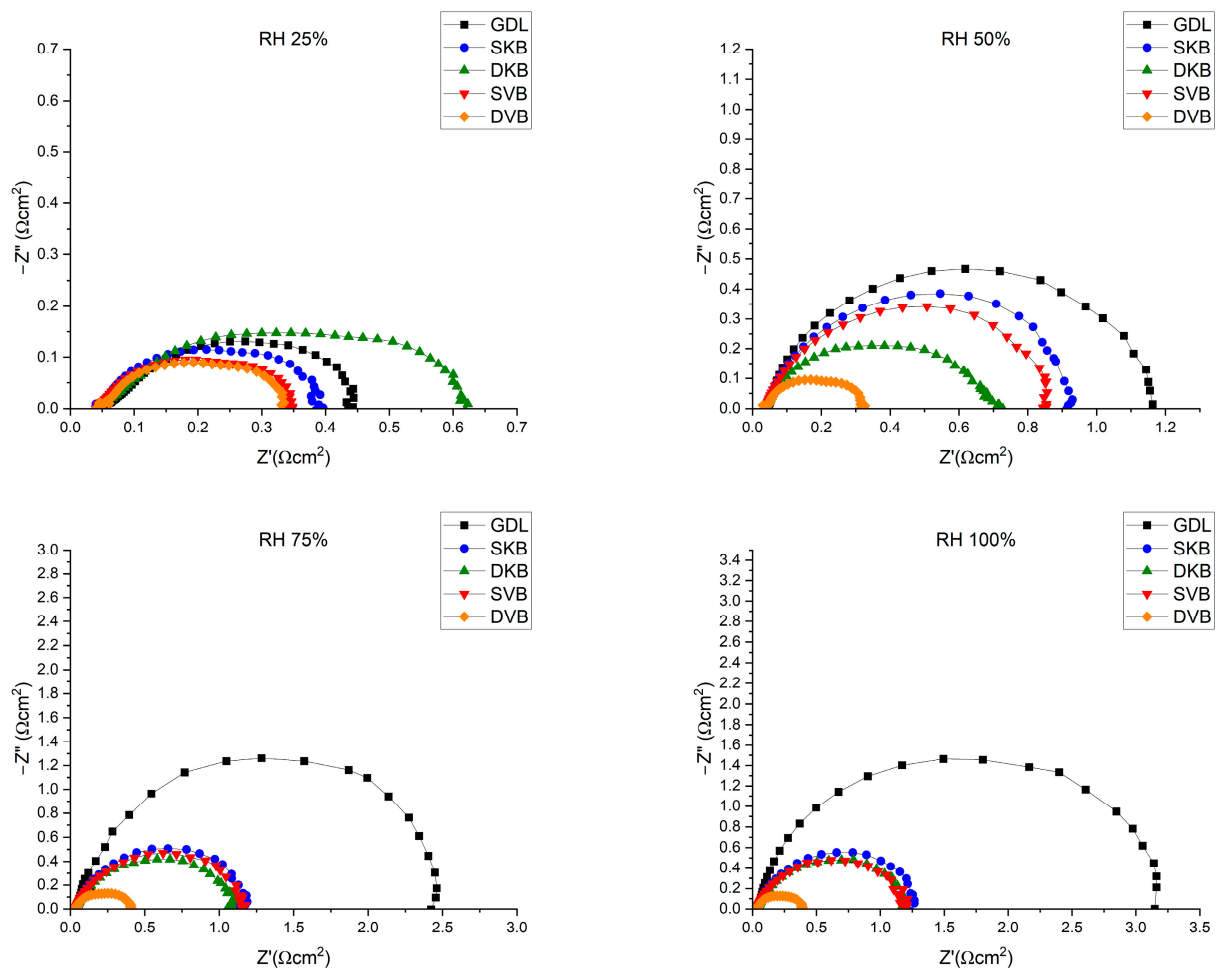 RH 25%
GDL
SKB
DKB
SVB
DVB
0.7
0.6
0.5
0.4
0.3
0.2
0.1
0.0
−Z" (Ωcm²)
0.0 0.1 0.2 0.3 0.4 0.5 0.6 0.7
Z'(Ωcm²)
RH 50%
GDL
SKB
DKB
SVB
DVB
1.2
1.1
1.0
0.9
0.8
0.7
0.6
0.5
0.4
0.3
0.2
0.1
0.0
−Z" (Ωcm²)
0.0 0.2 0.4 0.6 0.8 1.0 1.2
Z'(Ωcm²)
RH 75%
GDL
SKB
DKB
SVB
DVB
3.0
2.8
2.6
2.4
2.2
2.0
1.8
1.6
1.4
1.2
1.0
0.8
0.6
0.4
0.2
0.0
−Z" (Ωcm²)
0.0 0.5 1.0 1.5 2.0 2.5 3.0
Z'(Ωcm²)
RH 100%
GDL
SKB
DKB
SVB
DVB
3.4
3.2
3.0
2.8
2.6
2.4
2.2
2.0
1.8
1.6
1.4
1.2
1.0
0.8
0.6
0.4
0.2
0.0
−Z" (Ωcm²)
0.0 0.5 1.0 1.5 2.0 2.5 3.0 3.5
Z'(Ωcm²)